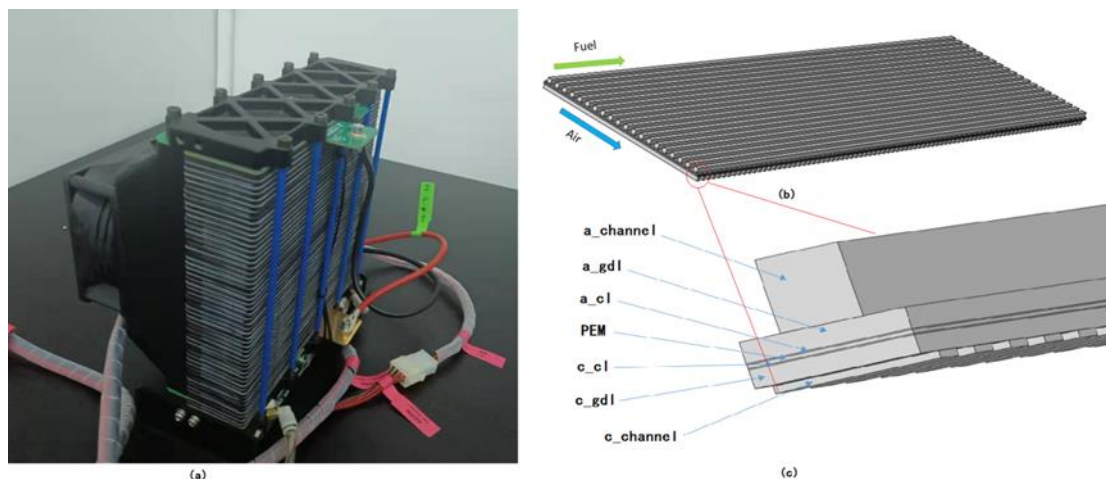 Fuel
Air
(b)
a_channel
a_gdl
a_cl
PEM
c_cl
c_gdl
c_channel
(a)
(c)